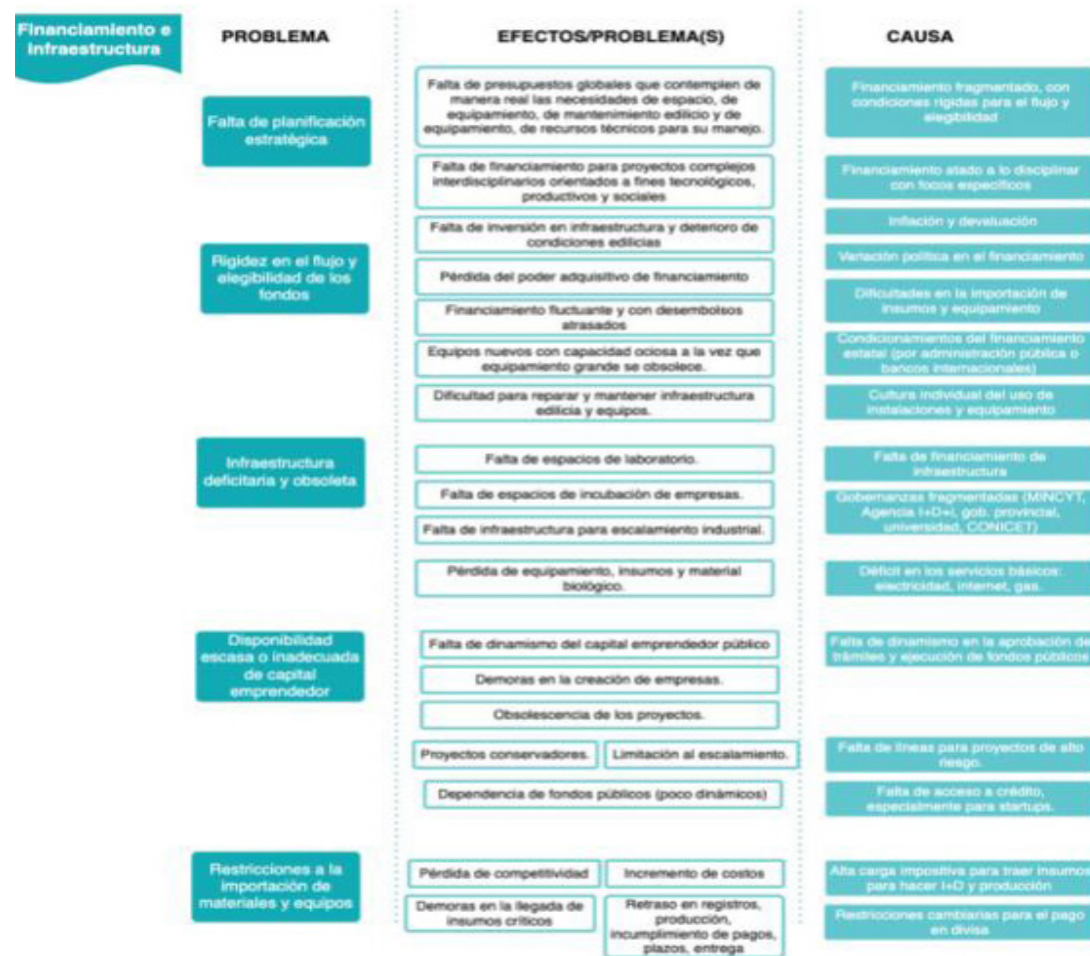 Financiamiento e
infraestructura
PROBLEMA
EFECTOS/PROBLEMA(S)
CAUSA
Falta de planificación
estratégica
Falta de presupuestos globales que contemplen de
manera real las necesidades de espacio, de
equipamiento, de mantenimiento edilicio y de
equipamiento, de recursos técnicos para su manejo.
Financiamiento fragmentado, con
condiciones rígidas para el flujo y
elegibilidad
Falta de financiamiento para proyectos complejos
interdisciplinarios orientados a fines tecnológicos,
productivos y sociales
Financiamiento atado a lo disciplinar
con focos específicos
Rigidez en el flujo y
elegibilidad de los
fondos
Falta de inversión en infraestructura y deterioro de
condiciones edilicias
Pérdida del poder adquisitivo de financiamiento
Financiamiento fluctuante y con desembolsos
atrasados
Equipos nuevos con capacidad ociosa a la vez que
equipamiento grande se obsolece.
Dificultad para reparar y mantener infraestructura
edilicia y equipos.
Inflación y devaluación
Variación política en el financiamiento
Dificultades en la importación de
insumos y equipamiento
Condicionamientos del financiamiento
estatal (por administración pública o
bancos internacionales)
Cultura individual del uso de
instalaciones y equipamiento
Infraestructura
deficitaria y obsoleta
Falta de espacios de laboratorio.
Falta de espacios de incubación de empresas.
Falta de infraestructura para escalamiento industrial.
Pérdida de equipamiento, insumos y material
biológico.
Falta de financiamiento de
infraestructura
Gobernanzas fragmentadas (MINCYT,
Agencia I+D+i, gob. provincial,
universidad, CONICET)
Déficit en los servicios básicos:
electricidad, internet, gas.
Disponibilidad
escasa o inadecuada
de capital
emprendedor
Falta de dinamismo del capital emprendedor público
Demoras en la creación de empresas.
Obsolescencia de los proyectos.
Proyectos conservadores.
Limitación al escalamiento.
Dependencia de fondos públicos (poco dinámicos)
Falta de dinamismo en la aprobación de
trámites y ejecución de fondos públicos
Falta de líneas para proyectos de alto
riesgo.
Falta de acceso a crédito,
especialmente para startups.
Restricciones a la
importación de
materiales y equipos
Pérdida de competitividad
Incremento de costos
Demoras en la llegada de
insumos críticos
Retraso en registros,
producción,
incumplimiento de pagos,
plazos, entrega
Alta carga impositiva para traer insumos
para hacer I+D y producción
Restricciones cambiarias para el pago
en divisa